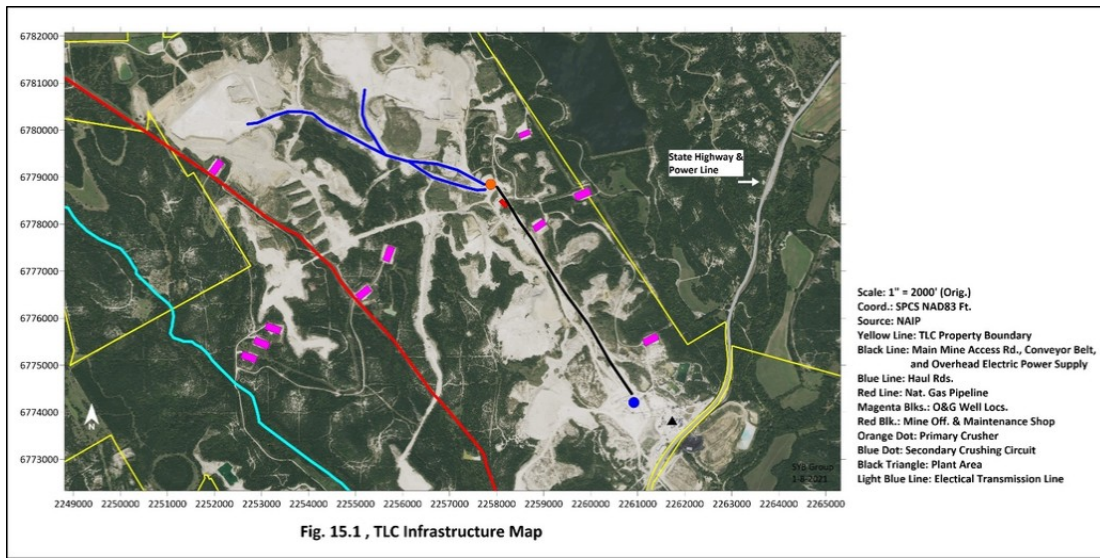 6782000
6781000
6780000
6779000
6778000
6777000
6776000
6775000
6774000
6773000
State Highway &
Power Line
N
SYB Group
1-8-2021
2249000 2250000 2251000 2252000 2253000 2254000 2255000 2256000 2257000 2258000 2259000 2260000 2261000 2262000 2263000 2264000 2265000
Scale: 1" = 2000' (Orig.)
Coord.: SPCS NAD83 Ft.
Source: NAIP
Yellow Line: TLC Property Boundary
Black Line: Main Mine Access Rd., Conveyor Belt,
and Overhead Electric Power Supply
Blue Line: Haul Rds.
Red Line: Nat. Gas Pipeline
Magenta Blks.: O&G Well Locs.
Red Blk.: Mine Off. & Maintenance Shop
Orange Dot: Primary Crusher
Blue Dot: Secondary Crushing Circuit
Black Triangle: Plant Area
Light Blue Line: Electical Transmission Line
Fig. 15.1 , TLC Infrastructure Map